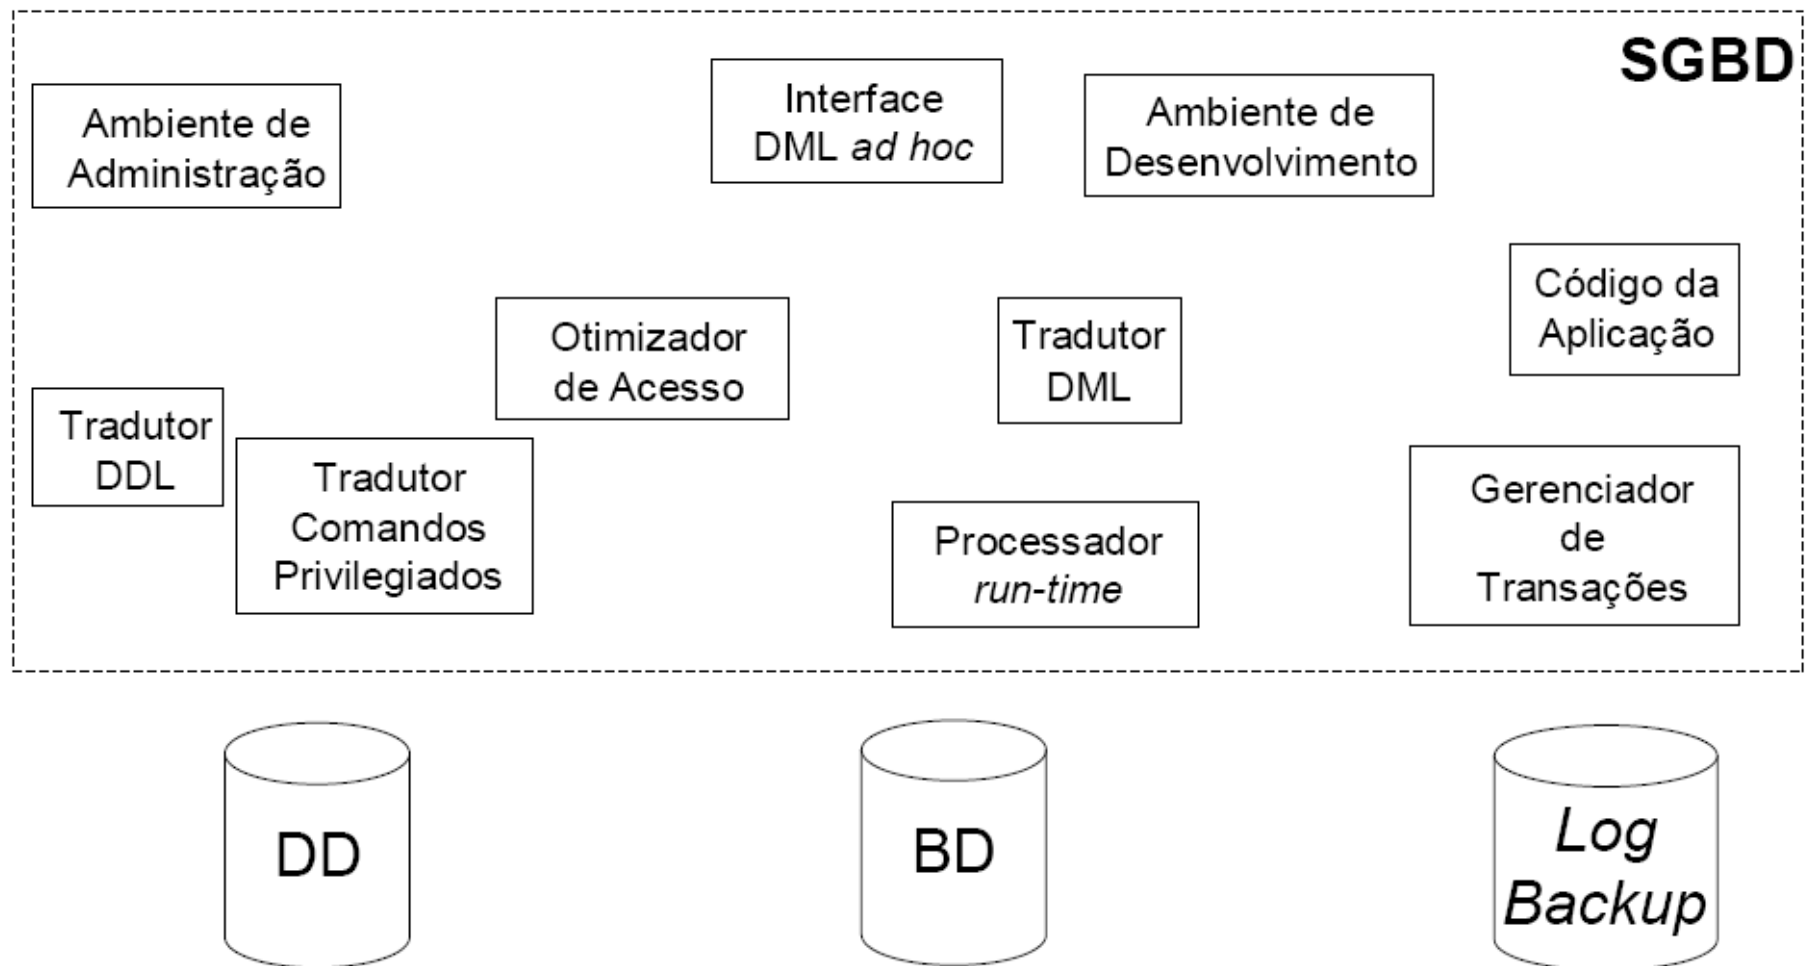 SGBD
Ambiente de
Administração
Interface
DML ad hoc
Ambiente de
Desenvolvimento
Código da
Aplicação
Otimizador
de Acesso
Tradutor
DML
Tradutor
DDL
Tradutor
Comandos
Privilegiados
Processador
run-time
Gerenciador
de
Transações
DD
BD
Log
Backup